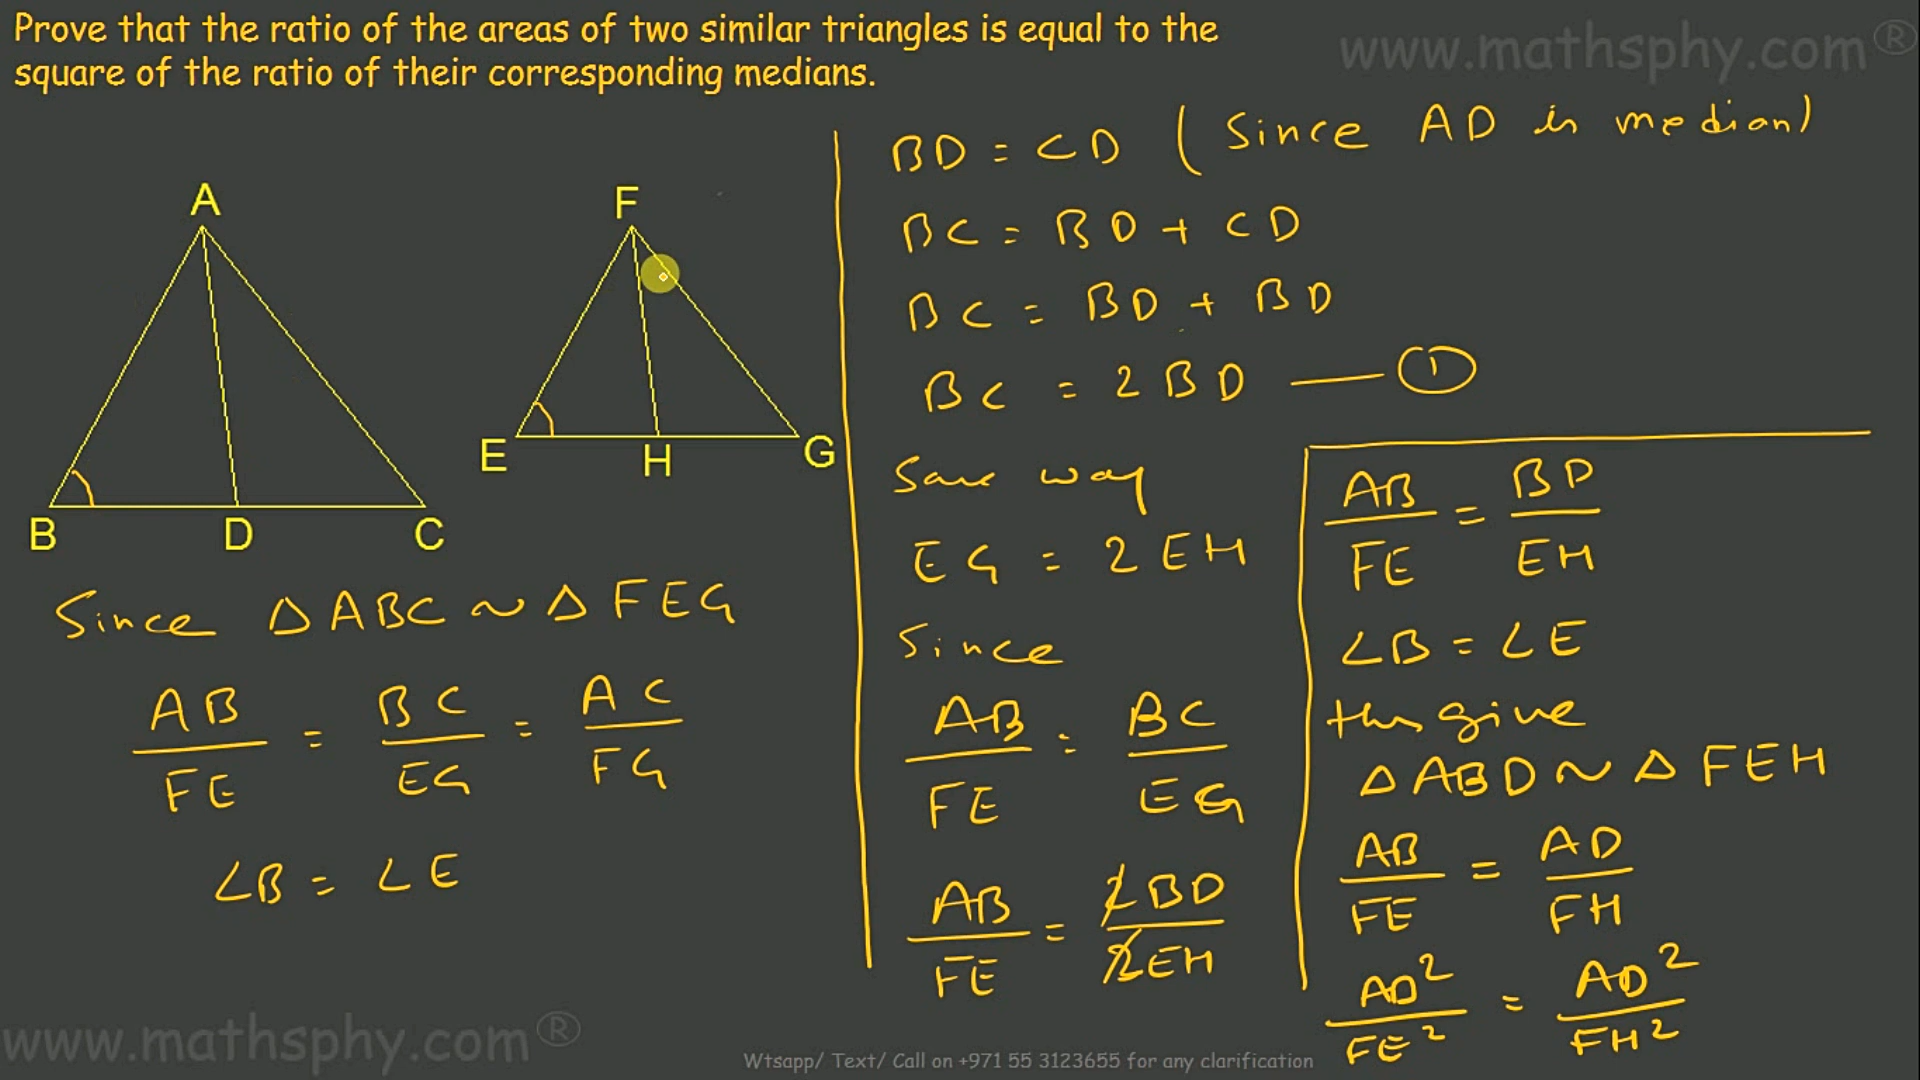 Prove that the ratio of the areas of two similar triangles is equal to the
square of the ratio of their corresponding medians.
www.mathsphy.com®
A
B D C
F
E H G
Since Δ ABC ~ Δ FEG
AB/FE = BC/EG = AC/FG
∠B = ∠E
BD = CD (Since AD is median)
BC = BD + CD
BC = BD + BD
BC = 2BD — ①
Same way
EG = 2EH
Since
AB/FE = BC/EG
AB/FE = 2BD/2EH
AB/FE = BD/EH
∠B = ∠E
this give
Δ ABD ~ Δ FEH
AB/FE = AD/FH
AD²/FE² = AD²/FH²
www.mathsphy.com®
Wtsapp/ Text/ Call on +971 55 3123655 for any clarification